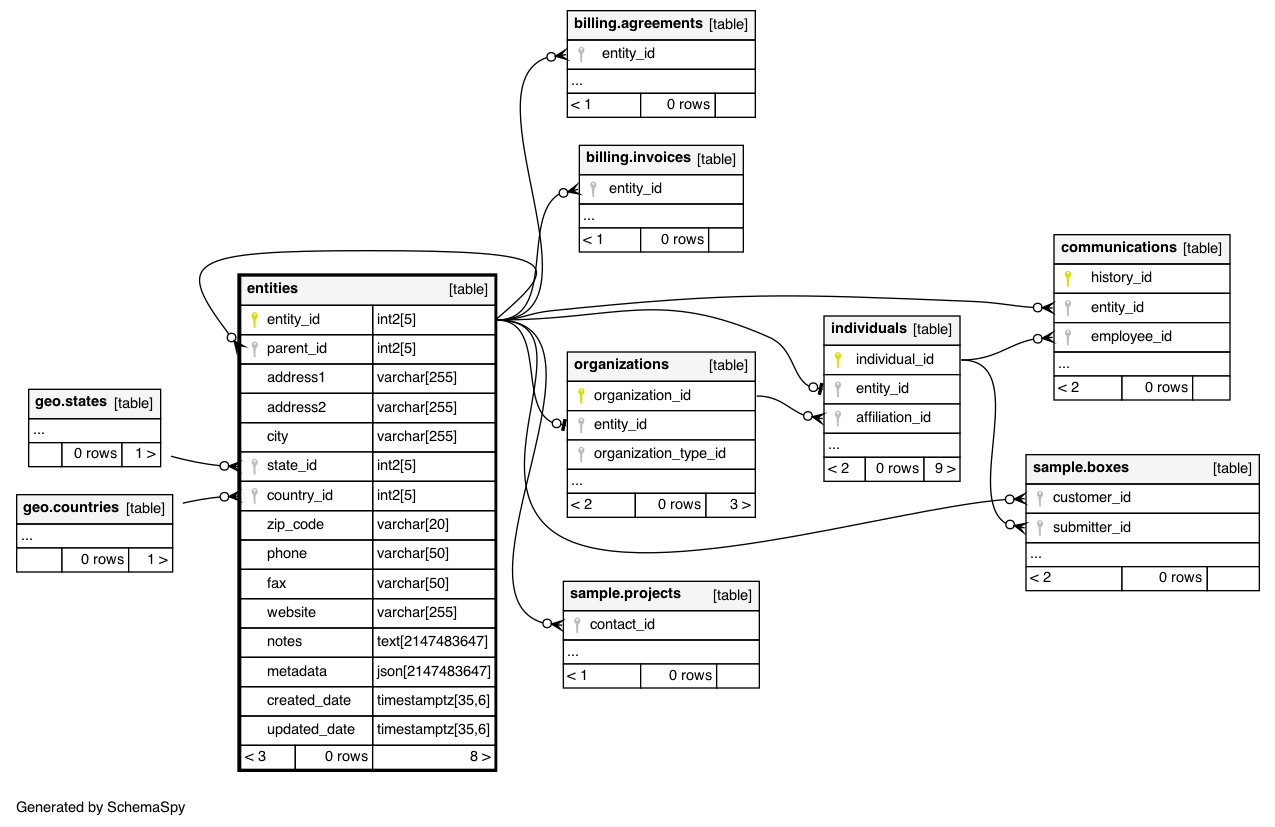 billing.agreements [table]
entity_id
...
< 1 0 rows
billing.invoices [table]
entity_id
...
< 1 0 rows
communications [table]
history_id
entity_id
employee_id
...
< 2 0 rows
entities [table]
entity_id int2[5]
parent_id int2[5]
address1 varchar[255]
address2 varchar[255]
city varchar[255]
state_id int2[5]
country_id int2[5]
zip_code varchar[20]
phone varchar[50]
fax varchar[50]
website varchar[255]
notes text[2147483647]
metadata json[2147483647]
created_date timestamptz[35,6]
updated_date timestamptz[35,6]
< 3 0 rows 8 >
individuals [table]
individual_id
entity_id
affiliation_id
...
< 2 0 rows 9 >
organizations [table]
organization_id
entity_id
organization_type_id
...
< 2 0 rows 3 >
geo.states [table]
...
0 rows 1 >
geo.countries [table]
...
0 rows 1 >
sample.boxes [table]
customer_id
submitter_id
...
< 2 0 rows
sample.projects [table]
contact_id
...
< 1 0 rows
Generated by SchemaSpy